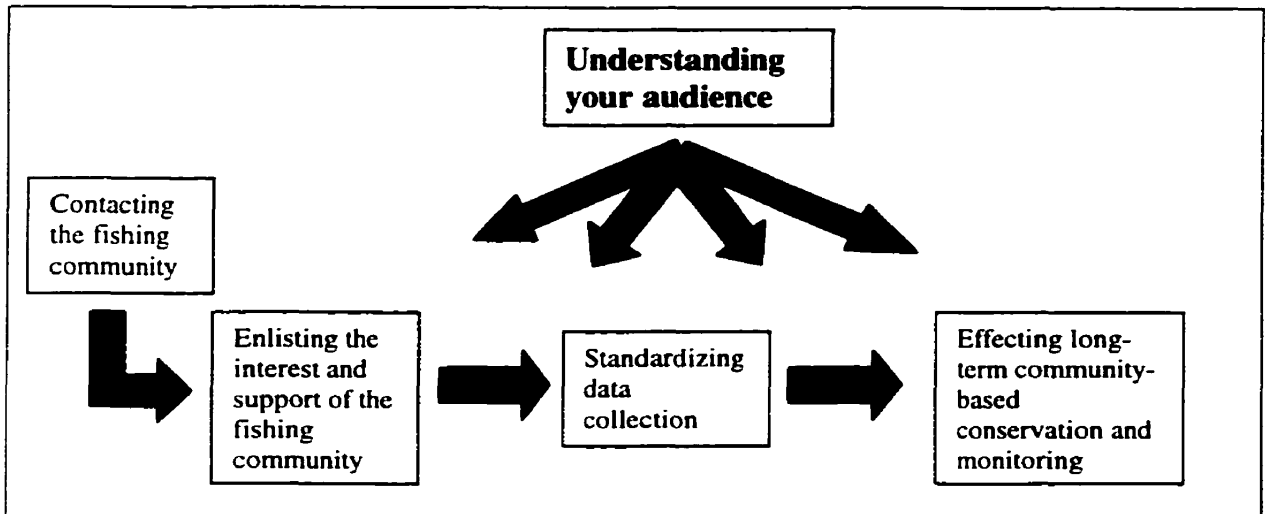 Understanding
your audience
Contacting
the fishing
community
Enlisting the
interest and
support of the
fishing
community
Standardizing
data
collection
Effecting long-
term community-
based
conservation and
monitoring